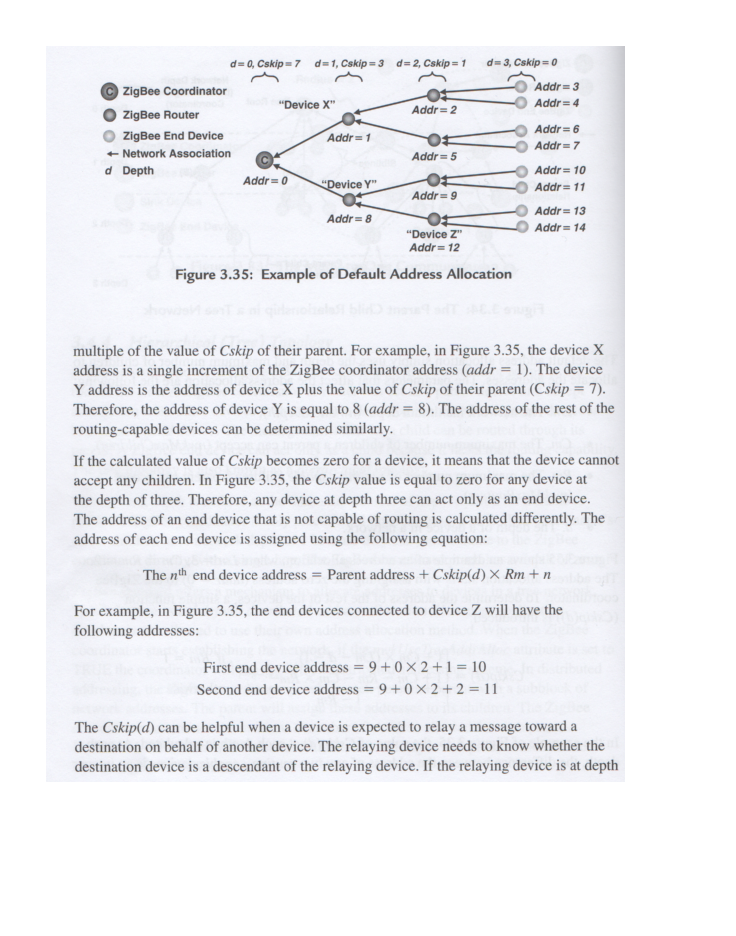 d = 0, Cskip = 7 d = 1, Cskip = 3 d = 2, Cskip = 1 d = 3, Cskip = 0
C ZigBee Coordinator
ZigBee Router
ZigBee End Device
← Network Association
d Depth
"Device X"
Addr = 1
C
Addr = 0
"Device Y"
Addr = 8
Addr = 2
Addr = 5
Addr = 9
"Device Z"
Addr = 12
Addr = 3
Addr = 4
Addr = 6
Addr = 7
Addr = 10
Addr = 11
Addr = 13
Addr = 14
Figure 3.35: Example of Default Address Allocation
multiple of the value of Cskip of their parent. For example, in Figure 3.35, the device X
address is a single increment of the ZigBee coordinator address (addr = 1). The device
Y address is the address of device X plus the value of Cskip of their parent (Cskip = 7).
Therefore, the address of device Y is equal to 8 (addr = 8). The address of the rest of the
routing-capable devices can be determined similarly.
If the calculated value of Cskip becomes zero for a device, it means that the device cannot
accept any children. In Figure 3.35, the Cskip value is equal to zero for any device at
the depth of three. Therefore, any device at depth three can act only as an end device.
The address of an end device that is not capable of routing is calculated differently. The
address of each end device is assigned using the following equation:
The nth end device address = Parent address + Cskip(d) × Rm + n
For example, in Figure 3.35, the end devices connected to device Z will have the
following addresses:
First end device address = 9 + 0 × 2 + 1 = 10
Second end device address = 9 + 0 × 2 + 2 = 11
The Cskip(d) can be helpful when a device is expected to relay a message toward a
destination on behalf of another device. The relaying device needs to know whether the
destination device is a descendant of the relaying device. If the relaying device is at depth